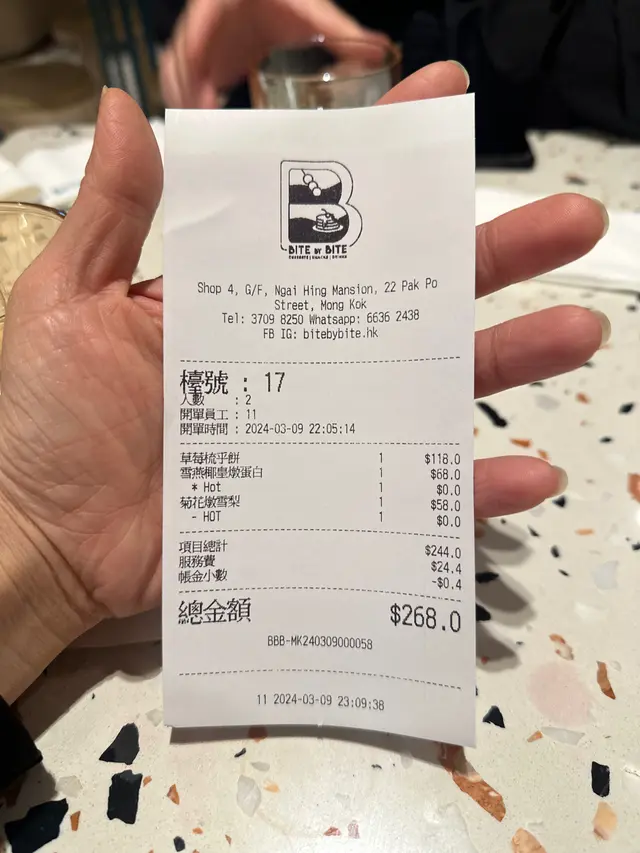 B
BITE BY BITE
DESSERTS | SNACKS | DRINKS
Shop 4, G/F, Ngai Hing Mansion, 22 Pak Po
Street, Mong Kok
Tel: 3709 8250 Whatsapp: 6636 2438
FB IG: bitebybite.hk
檯號 : 17
人數 : 2
開單員工 : 11
開單時間 : 2024-03-09 22:05:14
草莓梳乎餅 1 $118.0
雪燕椰皇燉蛋白 1 $68.0
* Hot 1 $0.0
菊花燉雪梨 1 $58.0
- HOT 1 $0.0
項目總計 $244.0
服務費 $24.4
帳金小數 -$0.4
總金額 $268.0
BBB-MK240309000058
11 2024-03-09 23:09:38